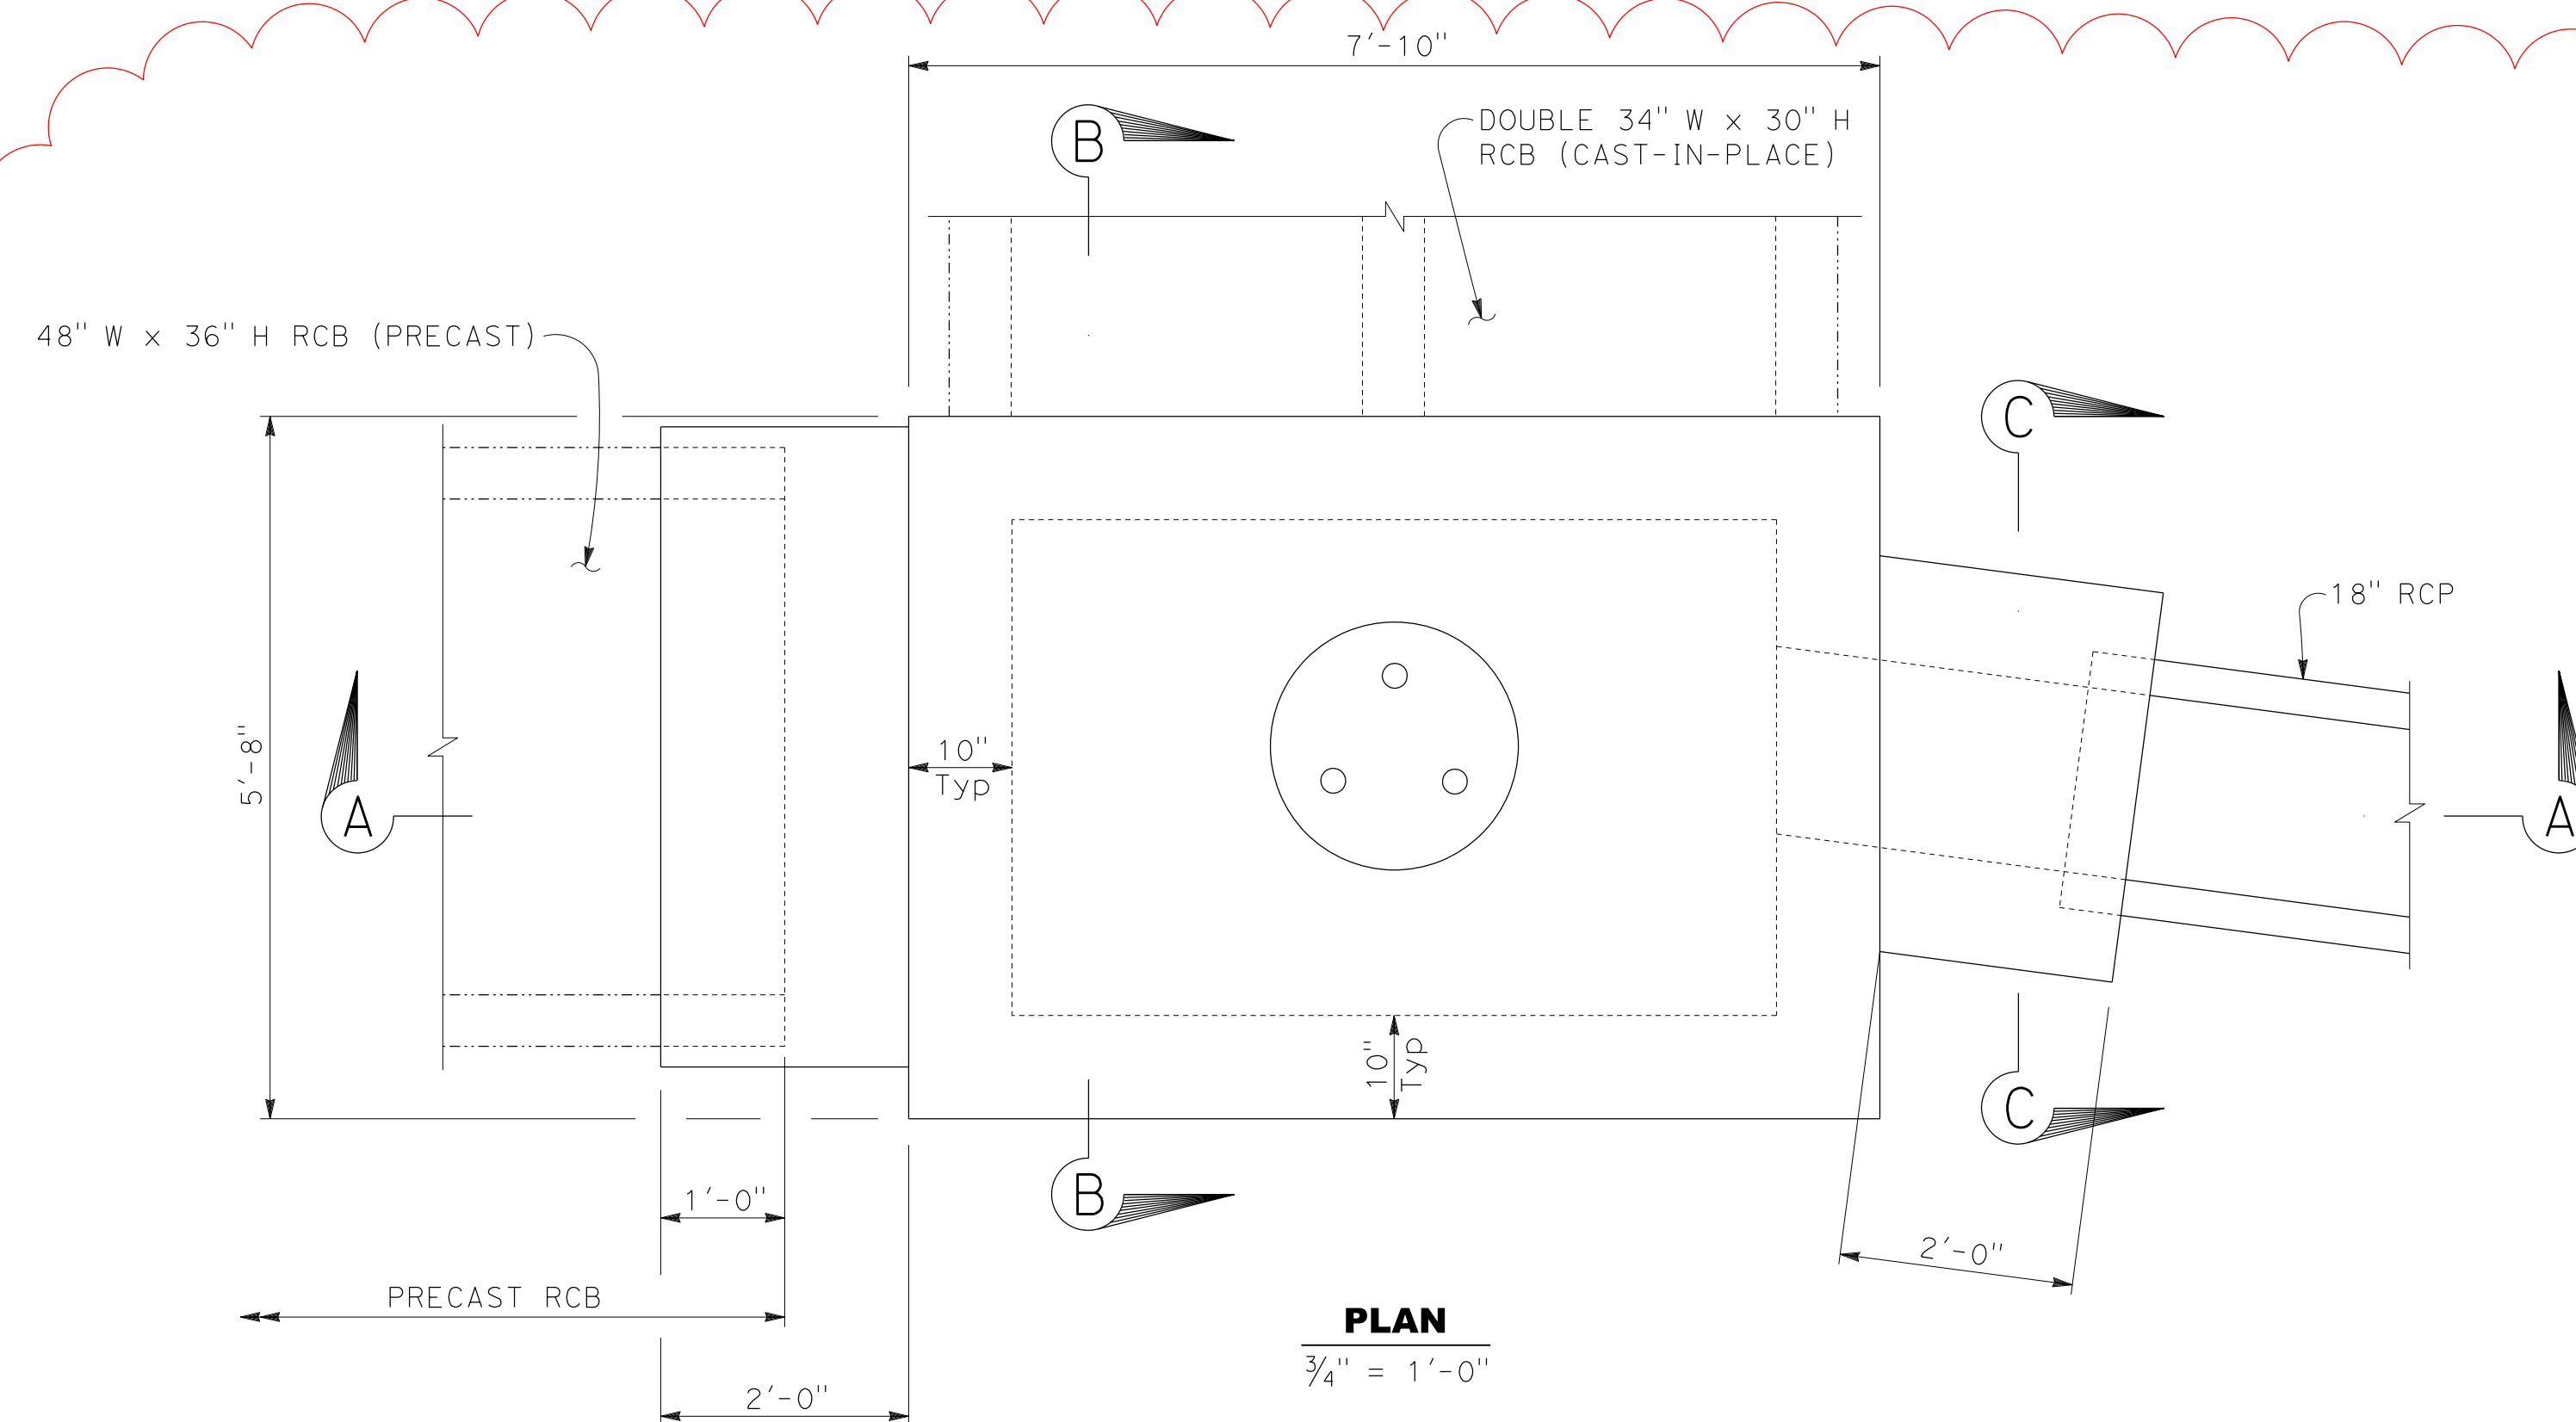 7'-10"
B
DOUBLE 34" W x 30" H
RCB (CAST-IN-PLACE)
48" W x 36" H RCB (PRECAST)
C
18" RCP
5'-8"
10"
Typ
A
A
10"
Typ
C
B
1'-0"
2'-0"
PRECAST RCB
PLAN
3/4" = 1'-0"
2'-0"